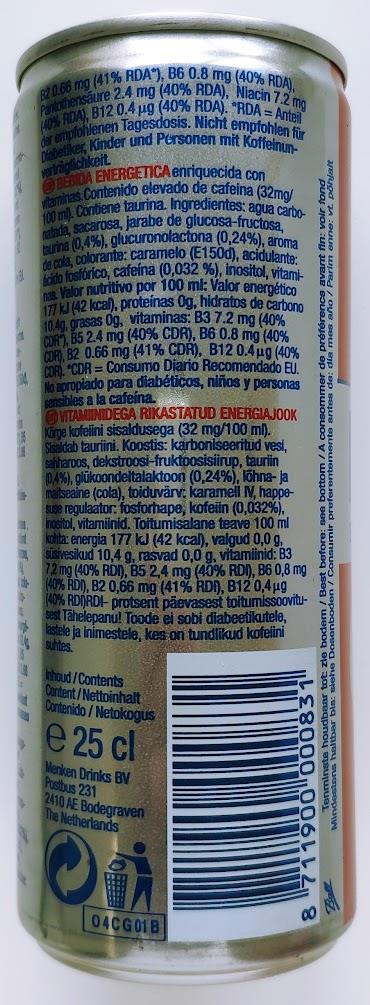 B2 0.66 mg (41% RDA*), B6 0.8 mg (40% RDA),
Pantothensäure 2.4 mg (40% RDA), Niacin 7.2 mg
(40% RDA), B12 0.4 µg (40% RDA). *RDA = Anteil
der empfohlenen Tagesdosis. Nicht empfohlen für
Diabetiker, Kinder und Personen mit Koffeinun-
verträglichkeit.
BEBIDA ENERGETICA enriquecida con
vitaminas. Contenido elevado de cafeína (32mg/
100 ml). Contiene taurina. Ingredientes: agua carbo-
natada, sacarosa, jarabe de glucosa-fructosa,
taurina (0,4%), glucuronolactona (0,24%), aroma
de cola, colorante: caramelo (E150d), acidulante:
ácido fosfórico, cafeína (0,032 %), inositol, vitami-
nas. Valor nutritivo por 100 ml: Valor energético
177 kJ (42 kcal), proteínas 0g, hidratos de carbono
10.4g, grasas 0g, vitaminas: B3 7.2 mg (40%
CDR*), B5 2.4 mg (40% CDR), B6 0.8 mg (40%
CDR), B2 0.66 mg (41% CDR), B12 0.4µg (40%
CDR). *CDR = Consumo Diario Recomendado EU.
No apropiado para diabéticos, niños y personas
sensibles a la cafeína.
VITAMIINIDEGA RIKASTATUD ENERGIAJOOK
Kõrge kofeiini sisaldusega (32 mg/100 ml).
Sisaldab tauriini. Koostis: karboniseeritud vesi,
sahharoos, dekstroosi-fruktoosisiirup, tauriin
(0,4%), glükoondeltalaktoon (0,24%), lõhna- ja
maitseaine (cola), toiduvärv: karamell IV, happe-
suse regulaator: fosforhape, kofeiin (0,032%),
inositol, vitamiinid. Toitumisalane teave 100 ml
kohta: energia 177 kJ (42 kcal), valgud 0,0 g,
süsivesikud 10,4 g, rasvad 0,0 g, vitamiinid: B3
7,2 mg (40% RDI), B5 2,4 mg (40% RDI), B6 0,8 mg
(40% RDI), B2 0,66 mg (41% RDI), B12 0,4 µg
(40% RDI)RDI- protsent päevasest toitumissoovitu-
sest Tähelepanu! Toode ei sobi diabeetikutele,
lastele ja inimestele, kes on tundlikud kofeiini
suhtes.
Inhoud / Contents
Content / Nettoinhalt
Contenido / Netokogus
e 25 cl
Menken Drinks BV
Postbus 231
2410 AE Bodegraven
The Netherlands
04CG01B
8 711900 000831
Tenminste houdbaar tot: zie bodem / Best before: see bottom / A consommer de préférence avant fin: voir fond
Mindestens haltbar bis: siehe Dosenboden / Consumir preferentemente antes de: día mes año / Parim enne: vt. põhjalt
Ball